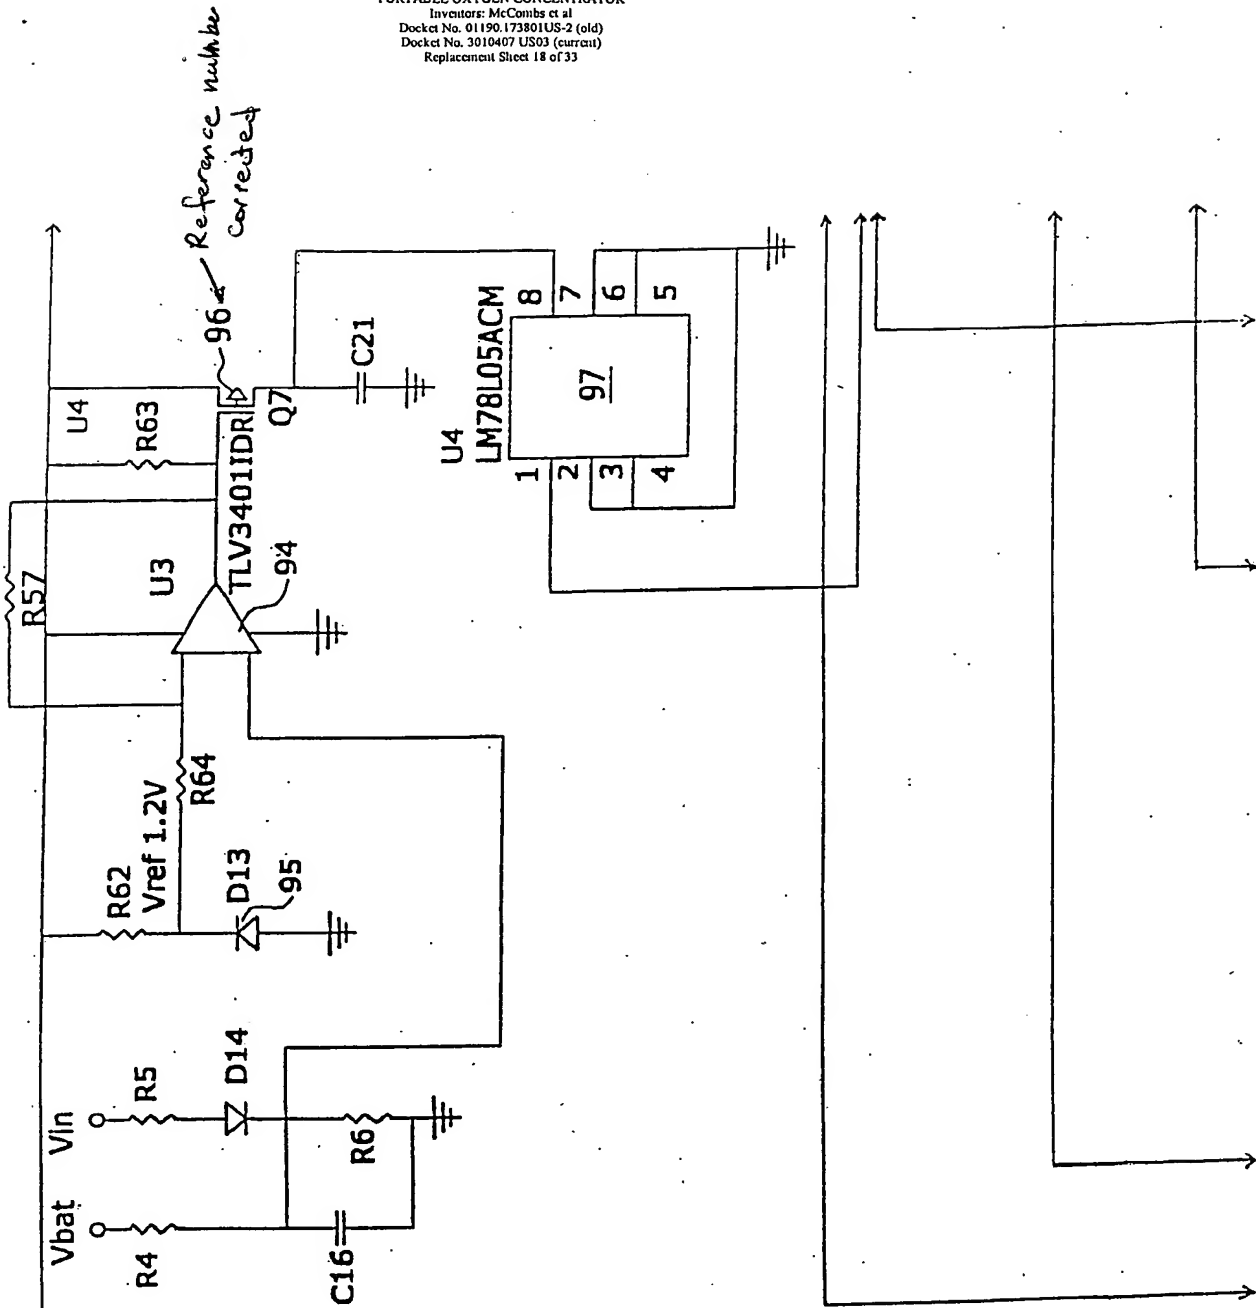 PORTABLE OXYGEN CONCENTRATOR
Inventors: McCombs et al
Docket No. 01190.173801US-2 (old)
Docket No. 3010407 US03 (current)
Replacement Sheet 18 of 33
Reference number
corrected
96
U4
R63
R57
U3
TLV3401IDR
94
Q7
C21
U4
LM78L05ACM
1
2
3
4
8
7
6
5
97
R62
Vref 1.2V
R64
D13
95
Vbat
Vin
R4
R5
D14
R6
C16